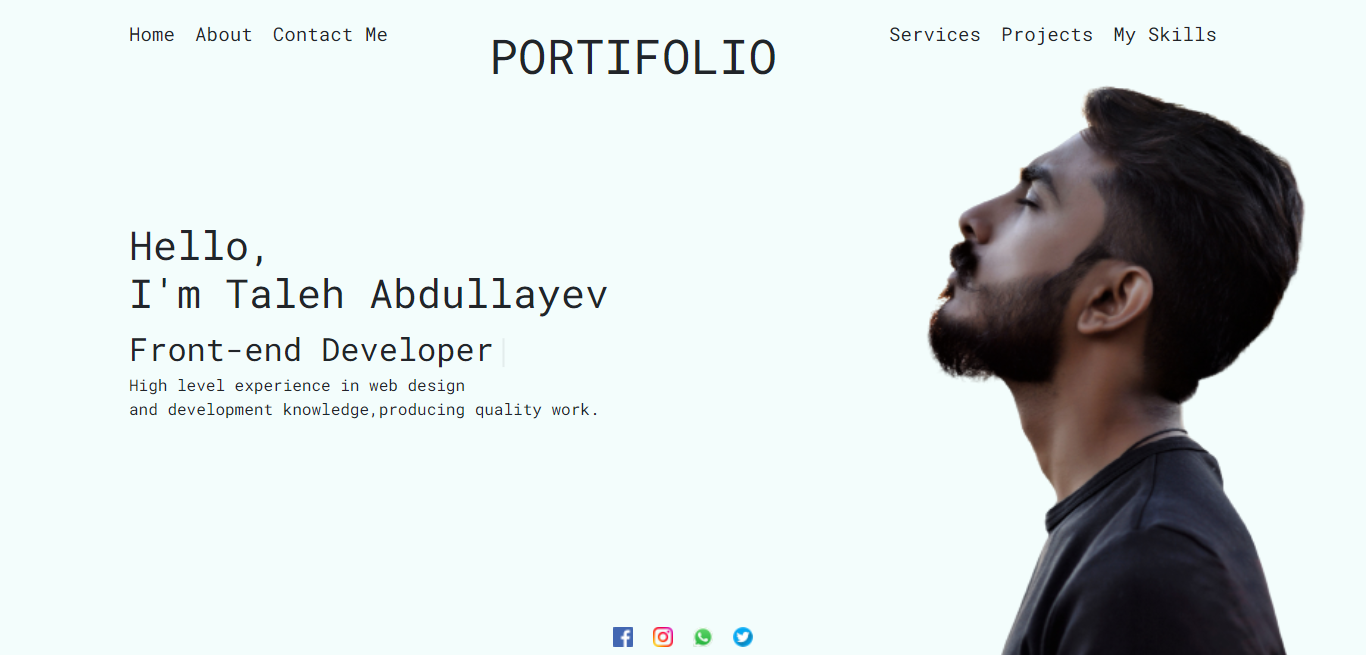 Home About Contact Me
PORTIFOLIO
Services Projects My Skills
Hello,
I'm Taleh Abdullayev
Front-end Developer
High level experience in web design
and development knowledge,producing quality work.